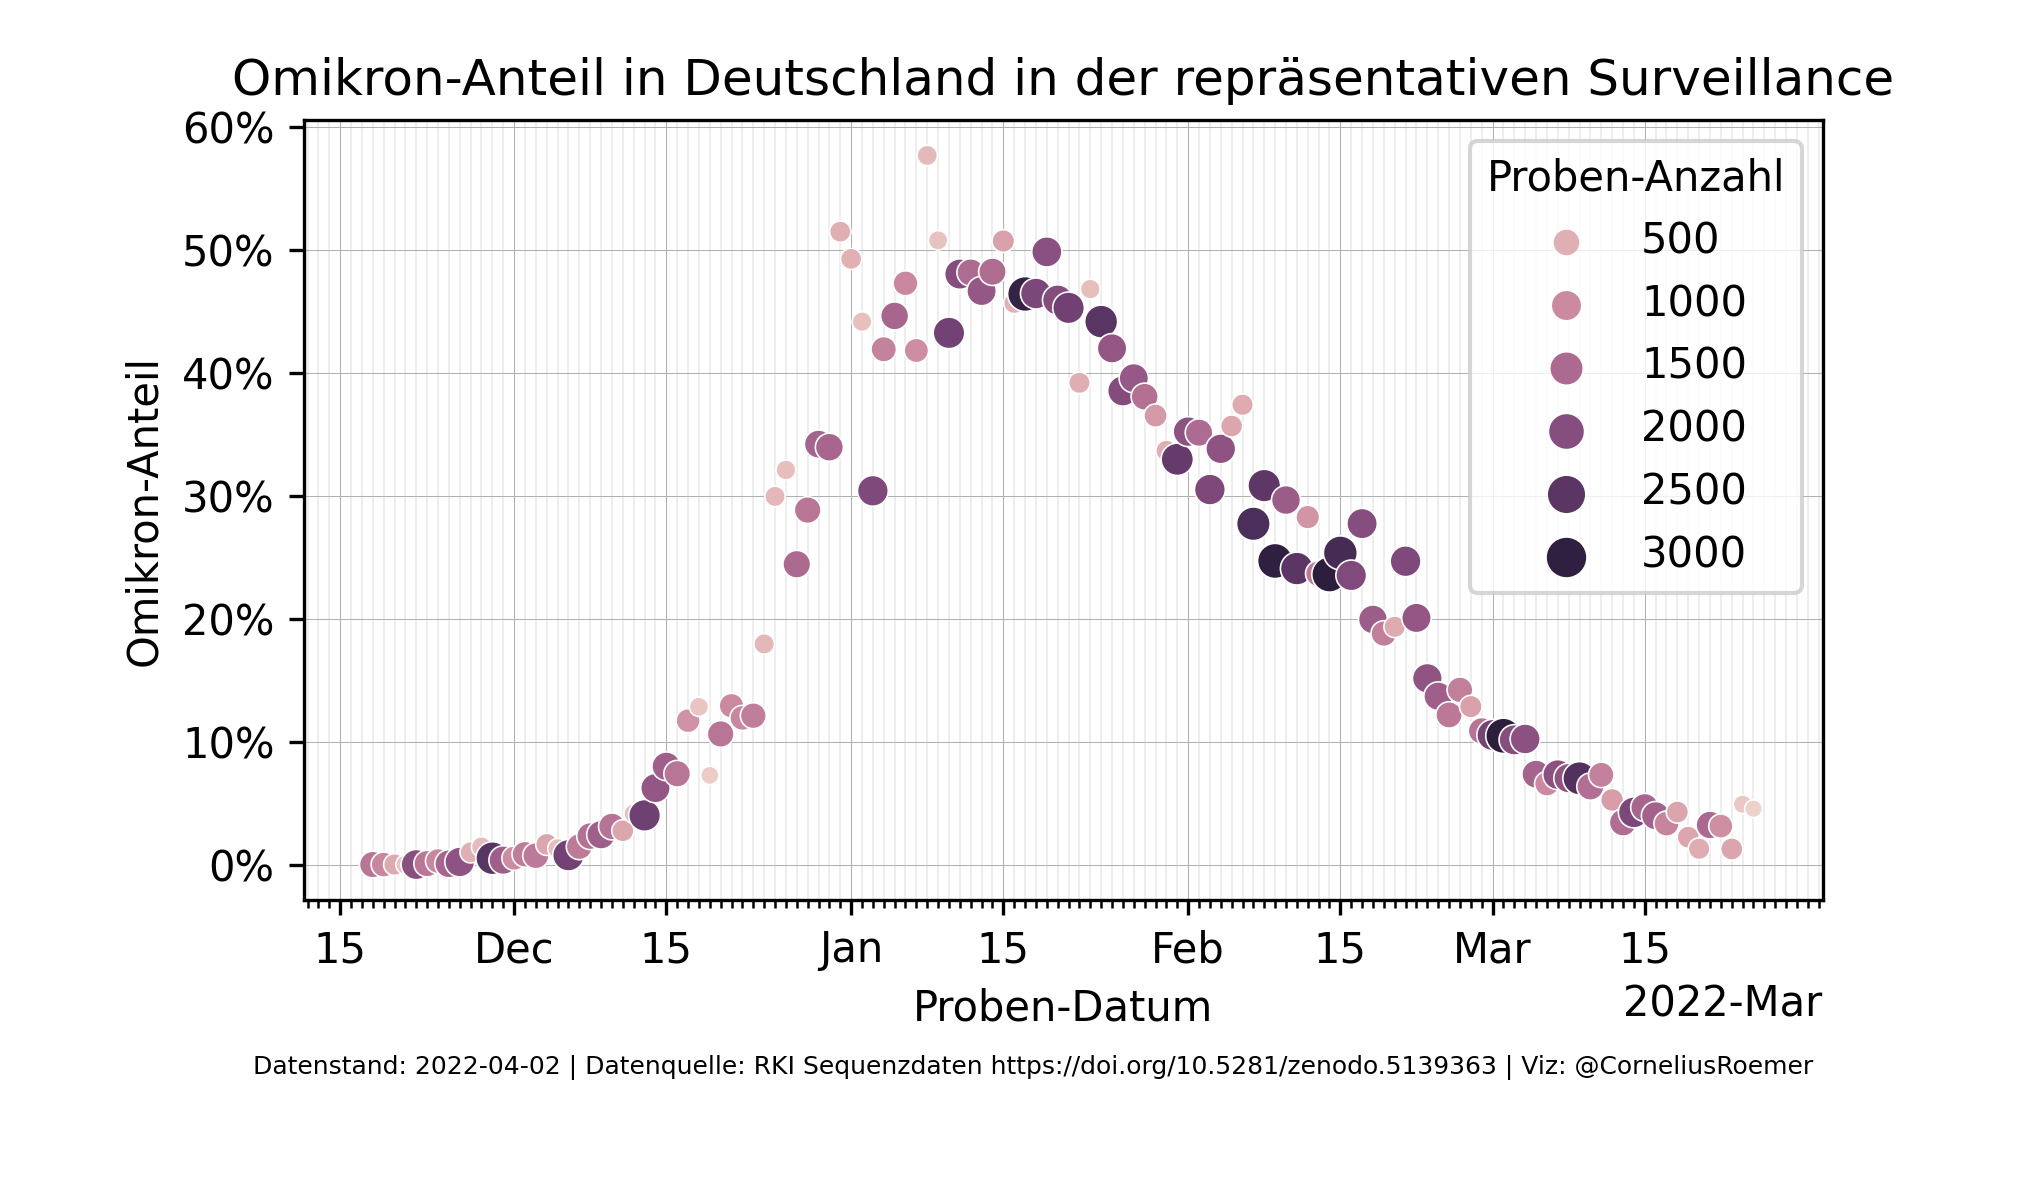 Omikron-Anteil in Deutschland in der repräsentativen Surveillance
60%
50%
40%
30%
20%
10%
0%
Omikron-Anteil
Proben-Anzahl
500
1000
1500
2000
2500
3000
15 Dec 15 Jan 15 Feb 15 Mar 15
Proben-Datum
2022-Mar
Datenstand: 2022-04-02 | Datenquelle: RKI Sequenzdaten https://doi.org/10.5281/zenodo.5139363 | Viz: @CorneliusRoemer